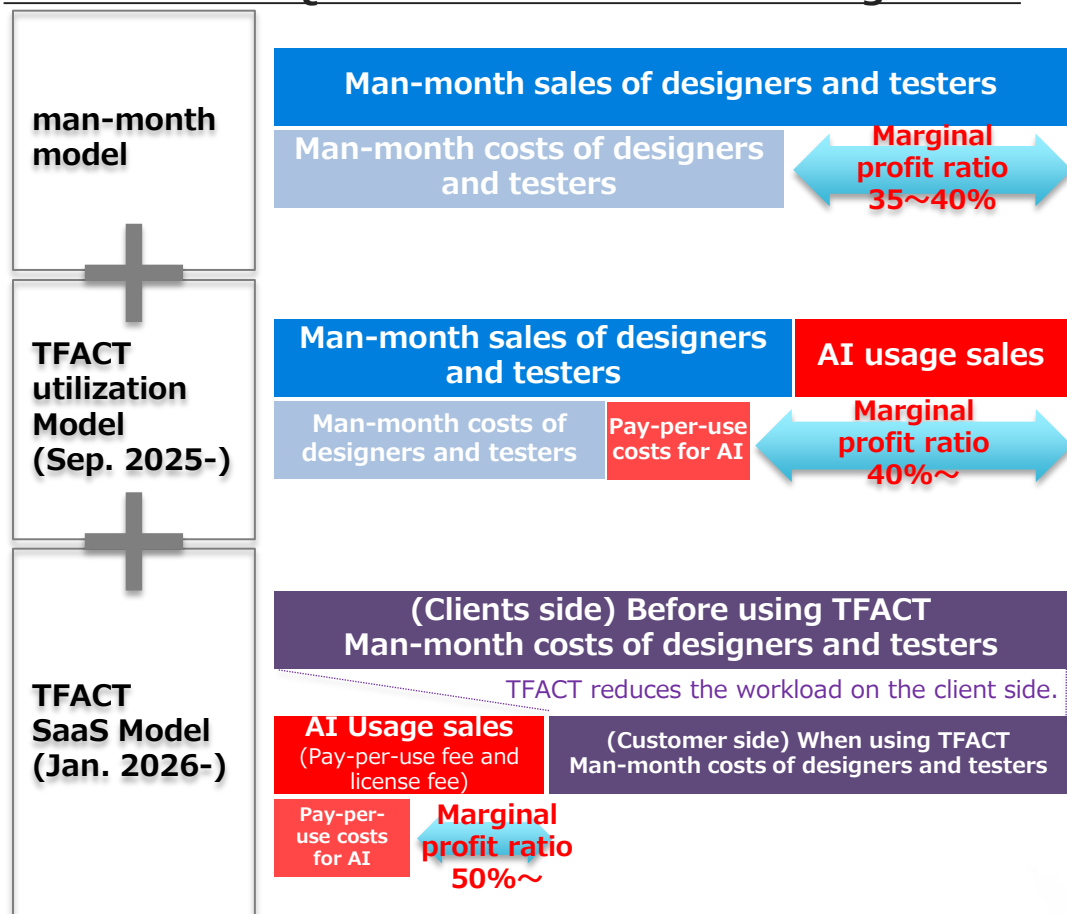 man-month
model
Man-month sales of designers and testers
Man-month costs of designers
and testers
Marginal
profit ratio
35～40%
TFACT
utilization
Model
(Sep. 2025-)
Man-month sales of designers
and testers
AI usage sales
Man-month costs of
designers and testers
Pay-per-use
costs for AI
Marginal
profit ratio
40%～
TFACT
SaaS Model
(Jan. 2026-)
(Clients side) Before using TFACT
Man-month costs of designers and testers
TFACT reduces the workload on the client side.
AI Usage sales
(Pay-per-use fee and
license fee)
(Customer side) When using TFACT
Man-month costs of designers and testers
Pay-per-
use costs
for AI
Marginal
profit ratio
50%～